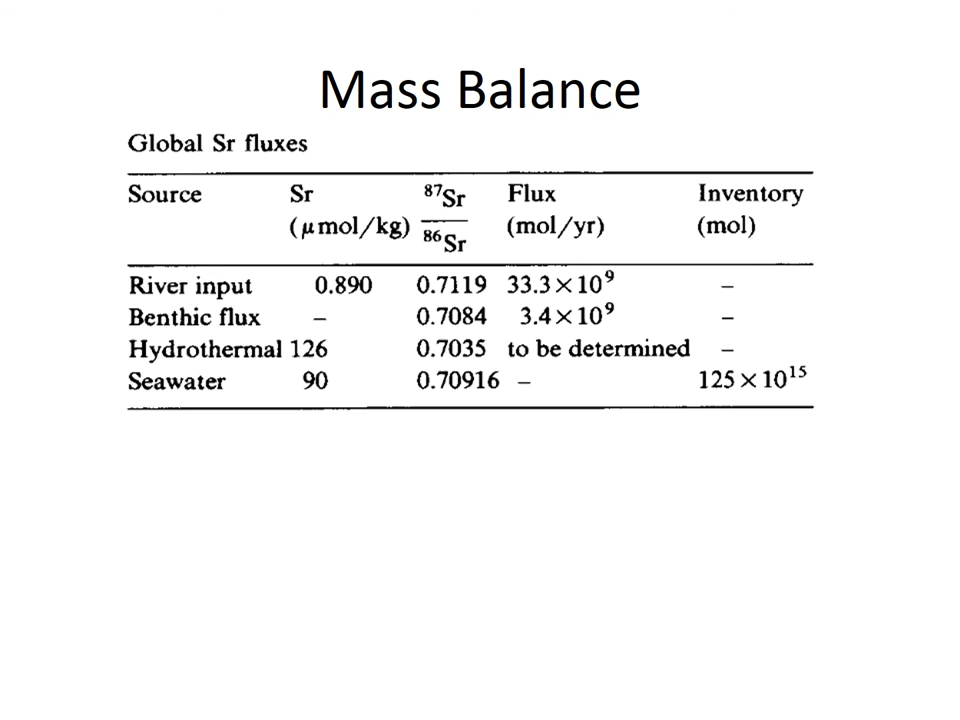 Mass Balance
Global Sr fluxes
Source Sr ⁸⁷Sr Flux Inventory
(μmol/kg) ⁸⁶Sr (mol/yr) (mol)
River input 0.890 0.7119 33.3×10⁹ –
Benthic flux – 0.7084 3.4×10⁹ –
Hydrothermal 126 0.7035 to be determined –
Seawater 90 0.70916 – 125×10¹⁵